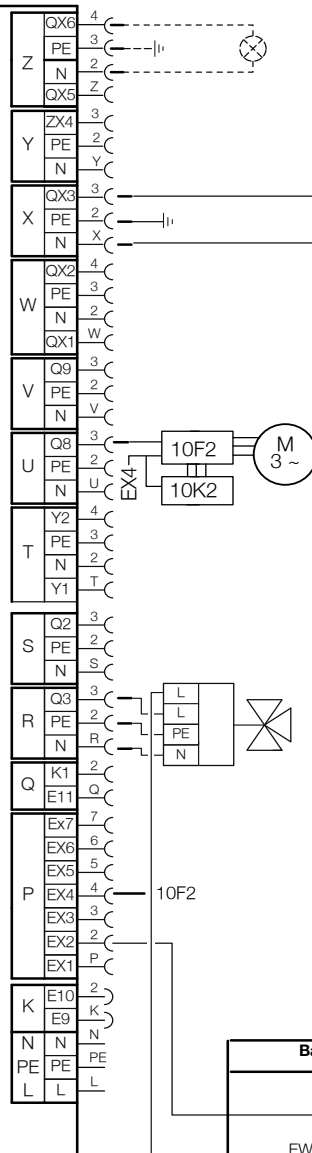 QX6 4
Z PE 3
N 2
QX5 Z
ZX4 3
Y PE 2
N Y
QX3 3
X PE 2
N X
QX2 4
W PE 3
N 2
QX1 W
Q9 3
V PE 2
N V
Q8 3 10F2 M 3 ~
U PE 2
N U EX4 10K2
Y2 4
T PE 3
N 2
Y1 T
Q2 3
S PE 2
N S
Q3 3 L
R PE 2 L
N R PE
N
Q K1 2
E11 Q
Ex7 7
EX6 6
EX5 5
P EX4 4 10F2
EX3 3
EX2 2
EX1 P
K E10 2
E9 K
N N N
PE PE PE
L L L
Ba
EW